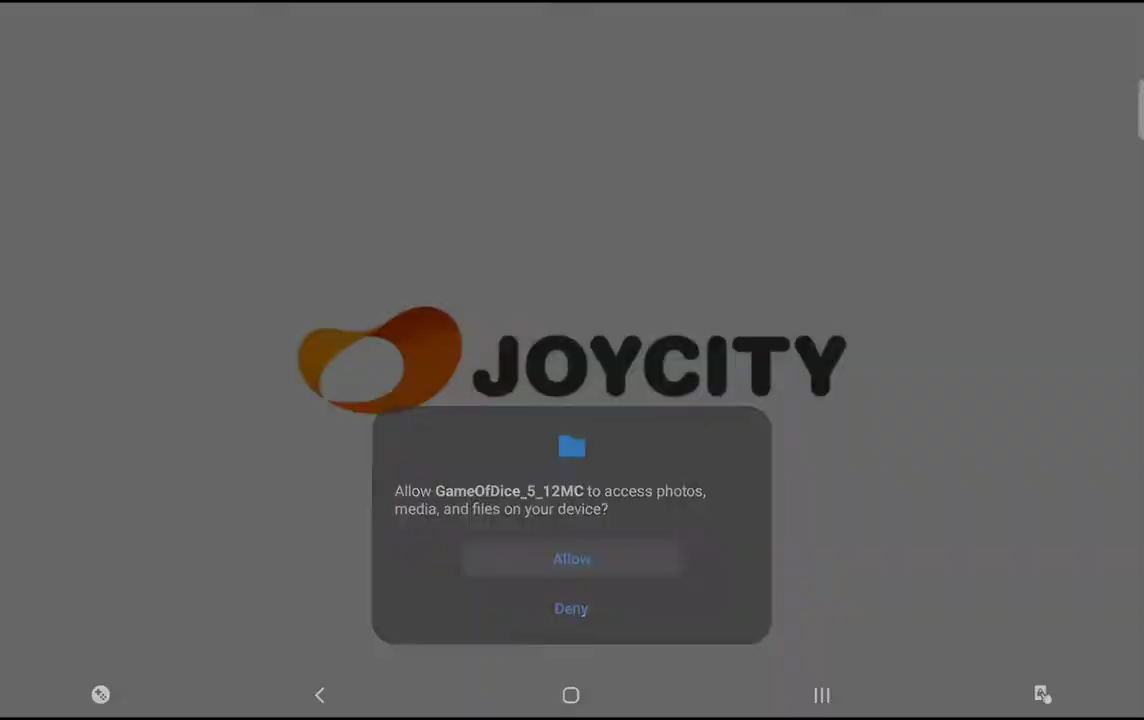 JOYCITY
Allow GameOfDice_5_12MC to access photos,
media, and files on your device?
Allow
Deny